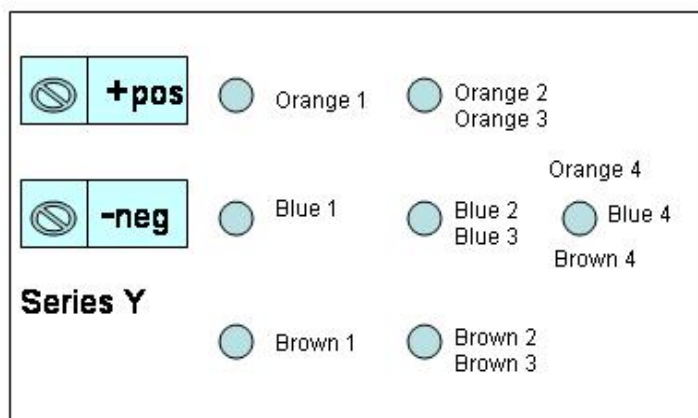 +pos
Orange 1
Orange 2
Orange 3
-neg
Blue 1
Blue 2
Blue 3
Orange 4
Blue 4
Brown 4
Series Y
Brown 1
Brown 2
Brown 3